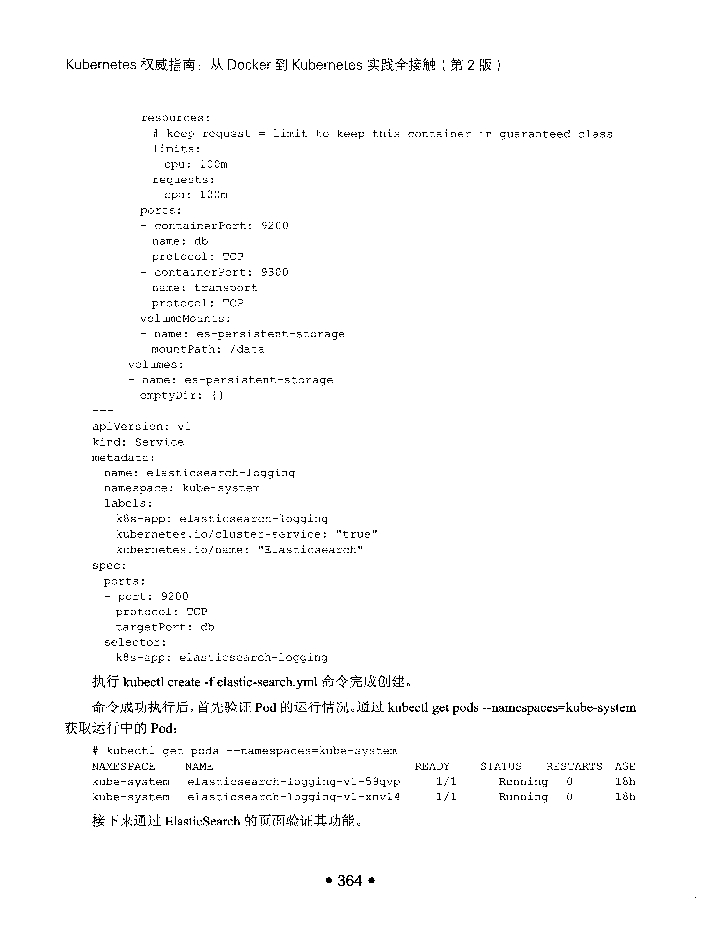 Kubernetes 权威指南：从 Docker 到 Kubernetes 实践全接触（第 2 版）
resources:
# keep request = limit to keep this container in guaranteed class
limits:
cpu: 100m
requests:
cpu: 100m
ports:
- containerPort: 9200
name: db
protocol: TCP
- containerPort: 9300
name: transport
protocol: TCP
volumeMounts:
- name: es-persistent-storage
mountPath: /data
volumes:
- name: es-persistent-storage
emptyDir: {}
---
apiVersion: v1
kind: Service
metadata:
name: elasticsearch-logging
namespace: kube-system
labels:
k8s-app: elasticsearch-logging
kubernetes.io/cluster-service: "true"
kubernetes.io/name: "Elasticsearch"
spec:
ports:
- port: 9200
protocol: TCP
targetPort: db
selector:
k8s-app: elasticsearch-logging
执行 kubectl create -f elastic-search.yml 命令完成创建。
命令成功执行后，首先验证 Pod 的运行情况。通过 kubectl get pods --namespaces=kube-system
获取运行中的 Pod：
# kubectl get pods --namespaces=kube-system
NAMESPACE NAME READY STATUS RESTARTS AGE
kube-system elasticsearch-logging-v1-59qvp 1/1 Running 0 18h
kube-system elasticsearch-logging-v1-xmvl4 1/1 Running 0 18h
接下来通过 ElasticSearch 的页面验证其功能。
• 364 •